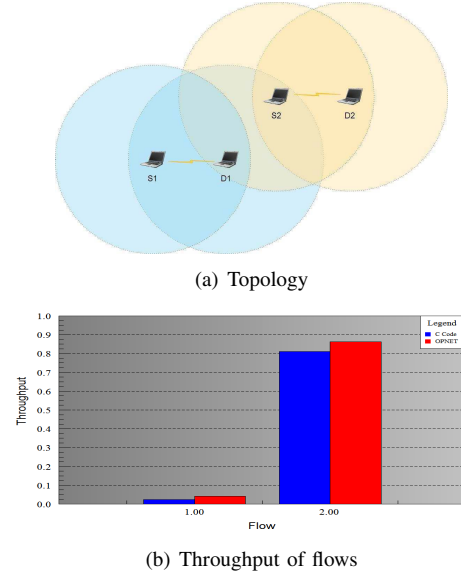 S2
D2
S1
D1
(a) Topology
Legend
C Code
OPNET
1.0
0.9
0.8
0.7
0.6
0.5
0.4
0.3
0.2
0.1
0.0
Throughput
1.00
2.00
Flow
(b) Throughput of flows